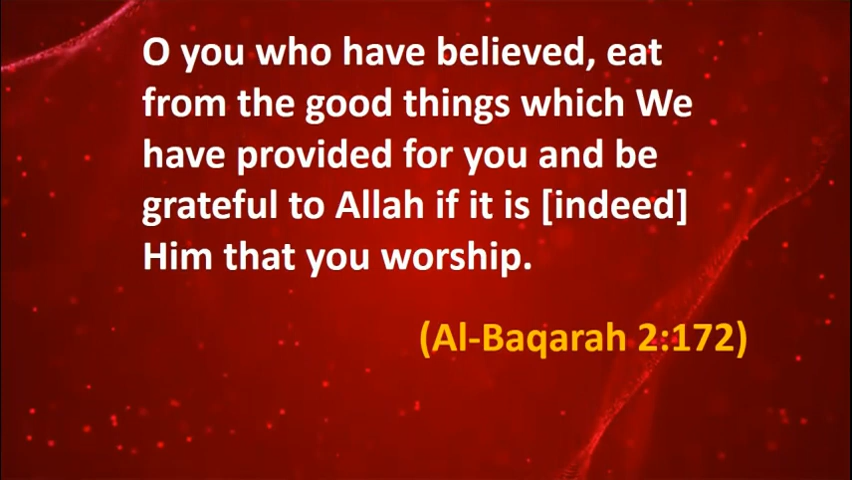 O you who have believed, eat
from the good things which We
have provided for you and be
grateful to Allah if it is [indeed]
Him that you worship.
(Al-Baqarah 2:172)